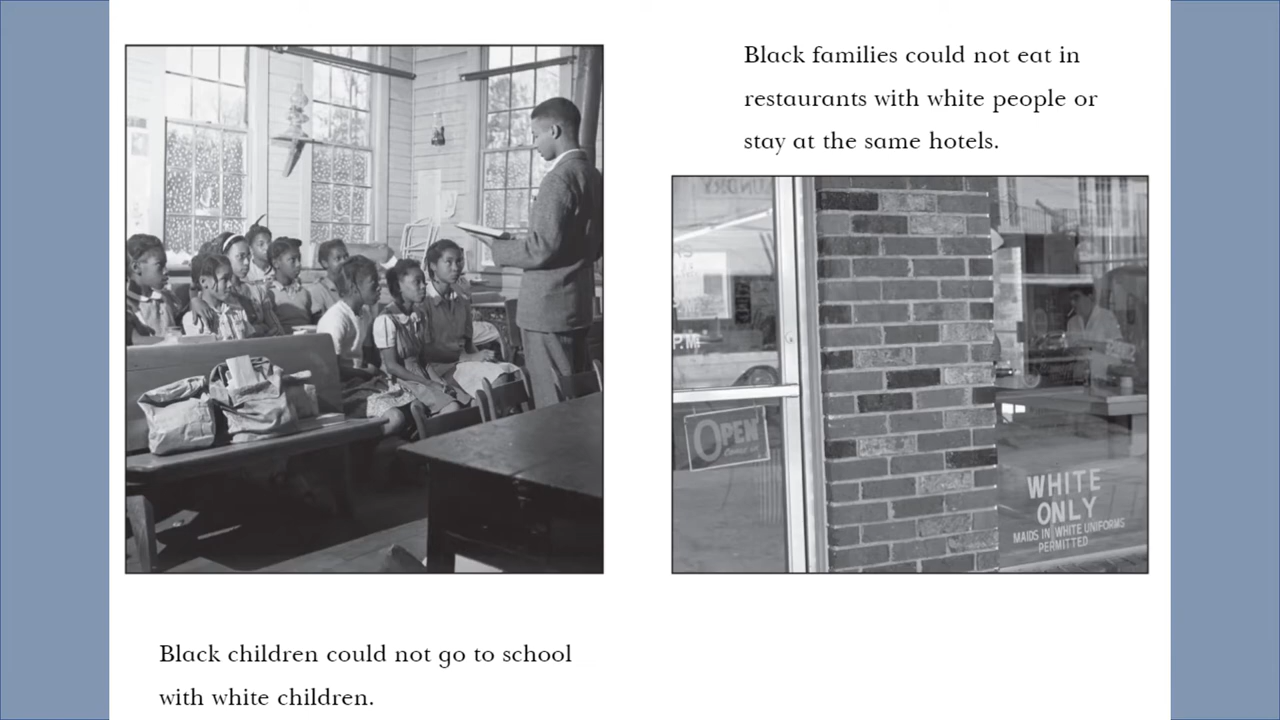 Black families could not eat in
restaurants with white people or
stay at the same hotels.
P.M.
OPEN
WHITE
ONLY
MAIDS IN WHITE UNIFORMS
PERMITTED
Black children could not go to school
with white children.